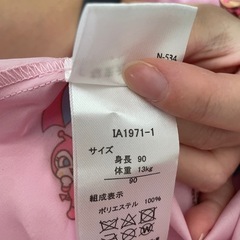 N-534
IA1971-1
サイズ
身長 90
体重 13kg
90
組成表示
ポリエステル 100%